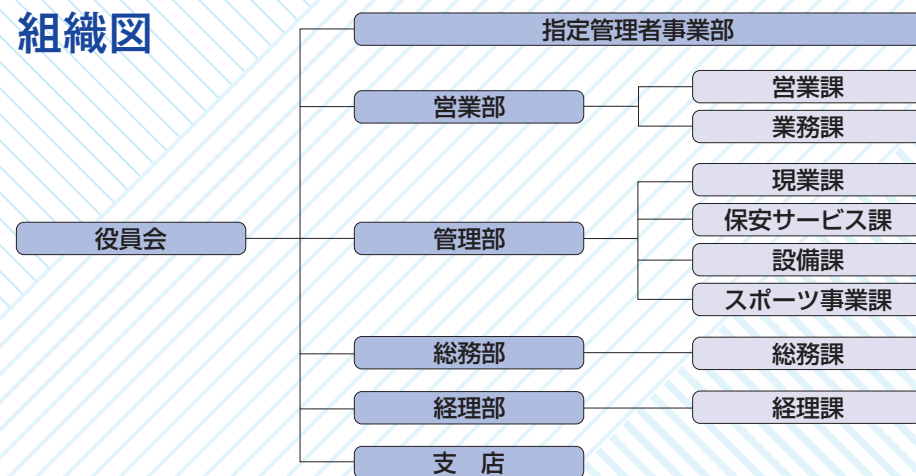 組織図
指定管理者事業部
営業部
営業課
業務課
役員会
管理部
現業課
保安サービス課
設備課
スポーツ事業課
総務部
総務課
経理部
経理課
支　店